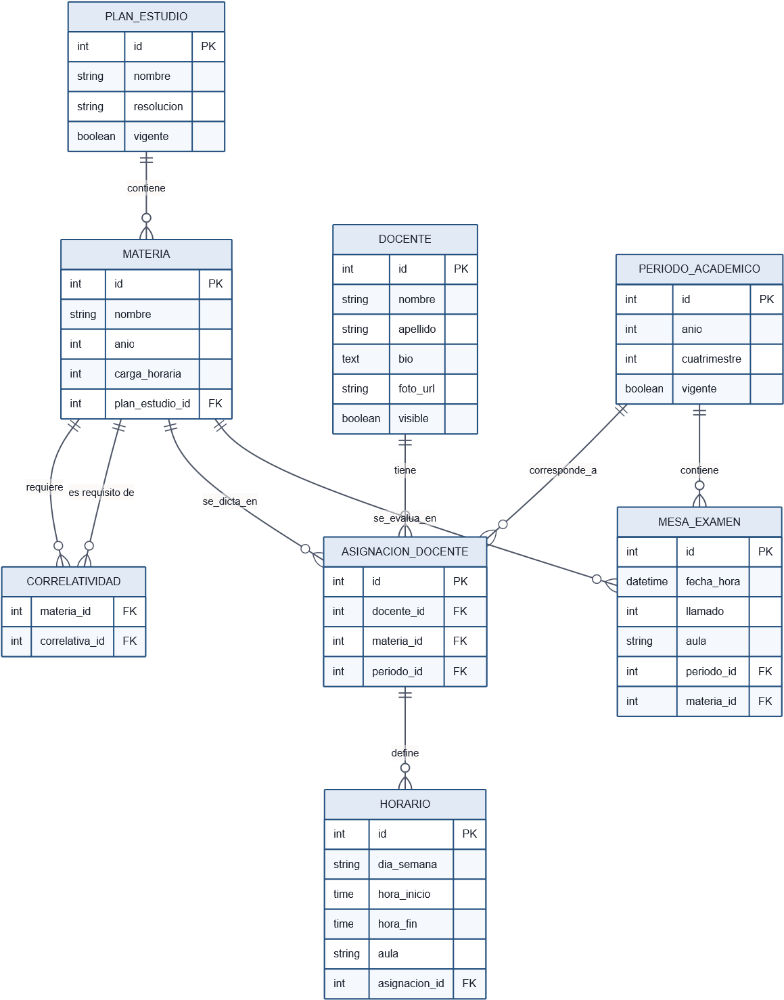 PLAN_ESTUDIO
int id PK
string nombre
string resolucion
boolean vigente
contiene
MATERIA
int id PK
string nombre
int anio
int carga_horaria
int plan_estudio_id FK
DOCENTE
int id PK
string nombre
string apellido
text bio
string foto_url
boolean visible
PERIODO_ACADEMICO
int id PK
int anio
int cuatrimestre
boolean vigente
requiere
es requisito de
se_dicta_en
tiene
se_evalua_en
corresponde_a
contiene
CORRELATIVIDAD
int materia_id FK
int correlativa_id FK
ASIGNACION_DOCENTE
int id PK
int docente_id FK
int materia_id FK
int periodo_id FK
MESA_EXAMEN
int id PK
datetime fecha_hora
int llamado
string aula
int periodo_id FK
int materia_id FK
define
HORARIO
int id PK
string dia_semana
time hora_inicio
time hora_fin
string aula
int asignacion_id FK